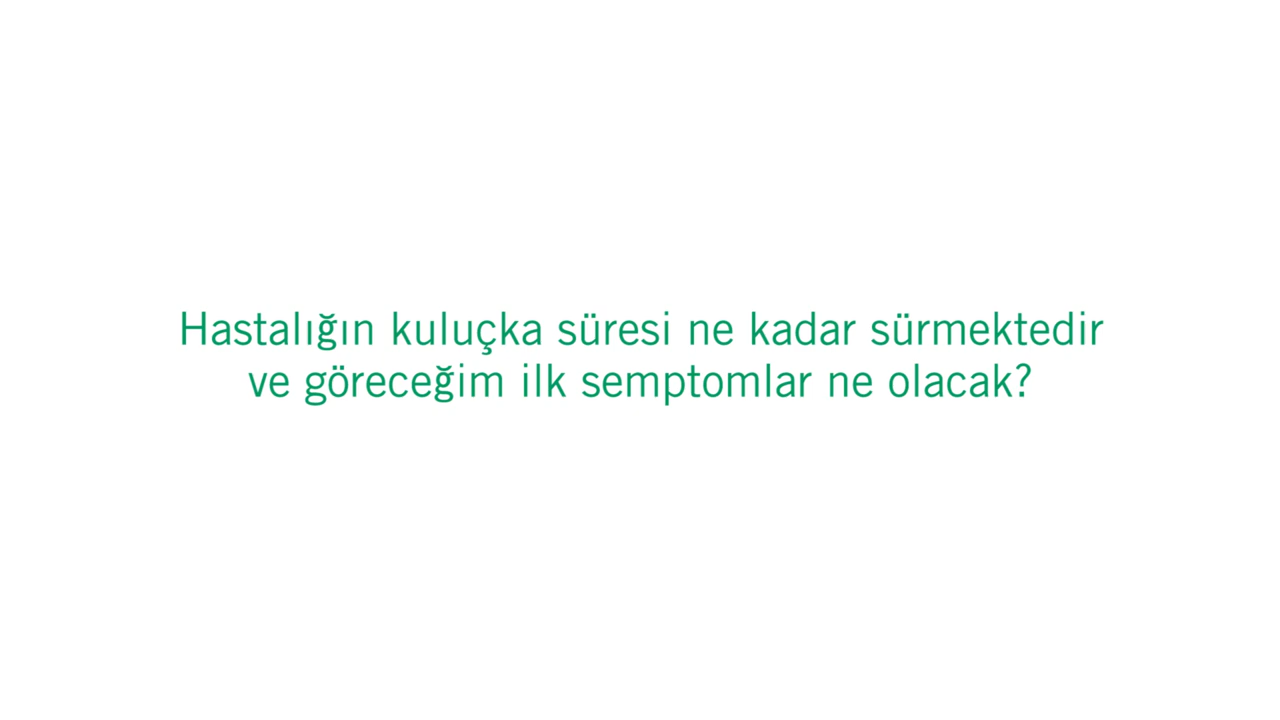 Hastalığın kuluçka süresi ne kadar sürmektedir
ve göreceğim ilk semptomlar ne olacak?